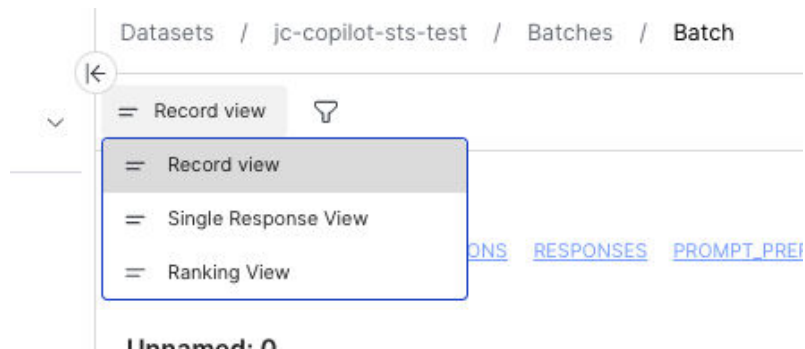 Datasets / jc-copilot-sts-test / Batches / Batch
Record view
Record view
Single Response View
RESPONSES
Ranking View
Unnamed: 0